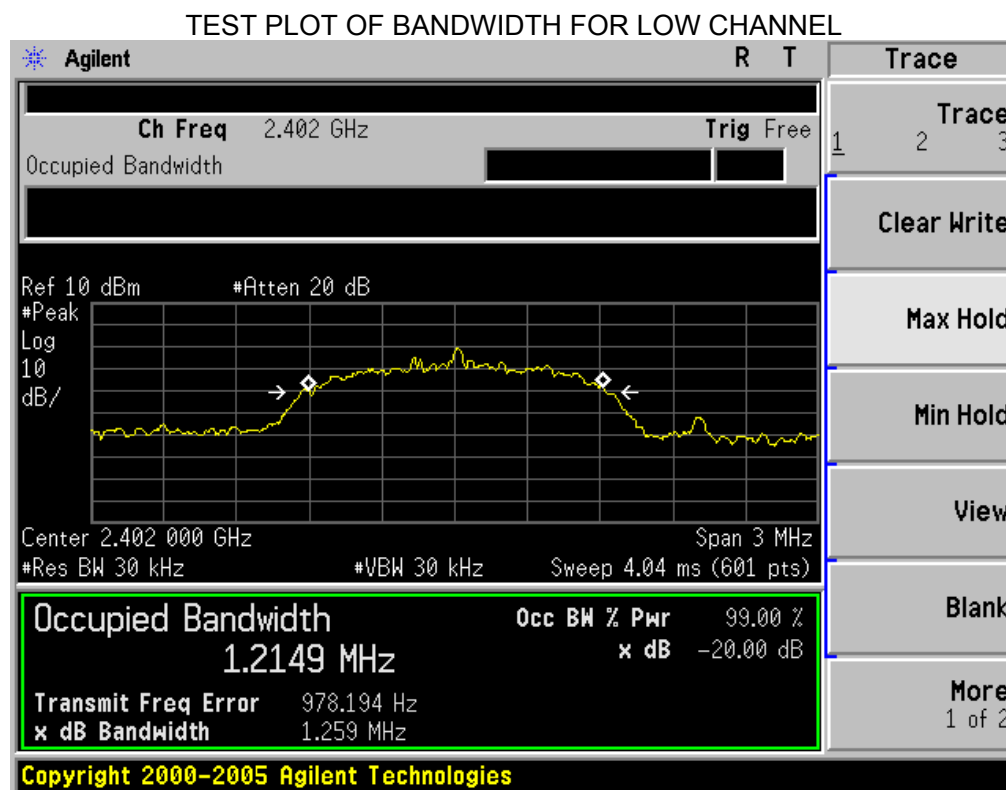 TEST PLOT OF BANDWIDTH FOR LOW CHANNEL
Agilent R T Trace
Ch Freq 2.402 GHz Trig Free
Occupied Bandwidth
Trace
1 2 3
Clear Write
Max Hold
Min Hold
View
Blank
More
1 of 2
Ref 10 dBm #Atten 20 dB
#Peak
Log
10
dB/
Center 2.402 000 GHz Span 3 MHz
#Res BW 30 kHz #VBW 30 kHz Sweep 4.04 ms (601 pts)
Occupied Bandwidth Occ BW % Pwr 99.00 %
1.2149 MHz x dB -20.00 dB
Transmit Freq Error 978.194 Hz
x dB Bandwidth 1.259 MHz
Copyright 2000-2005 Agilent Technologies